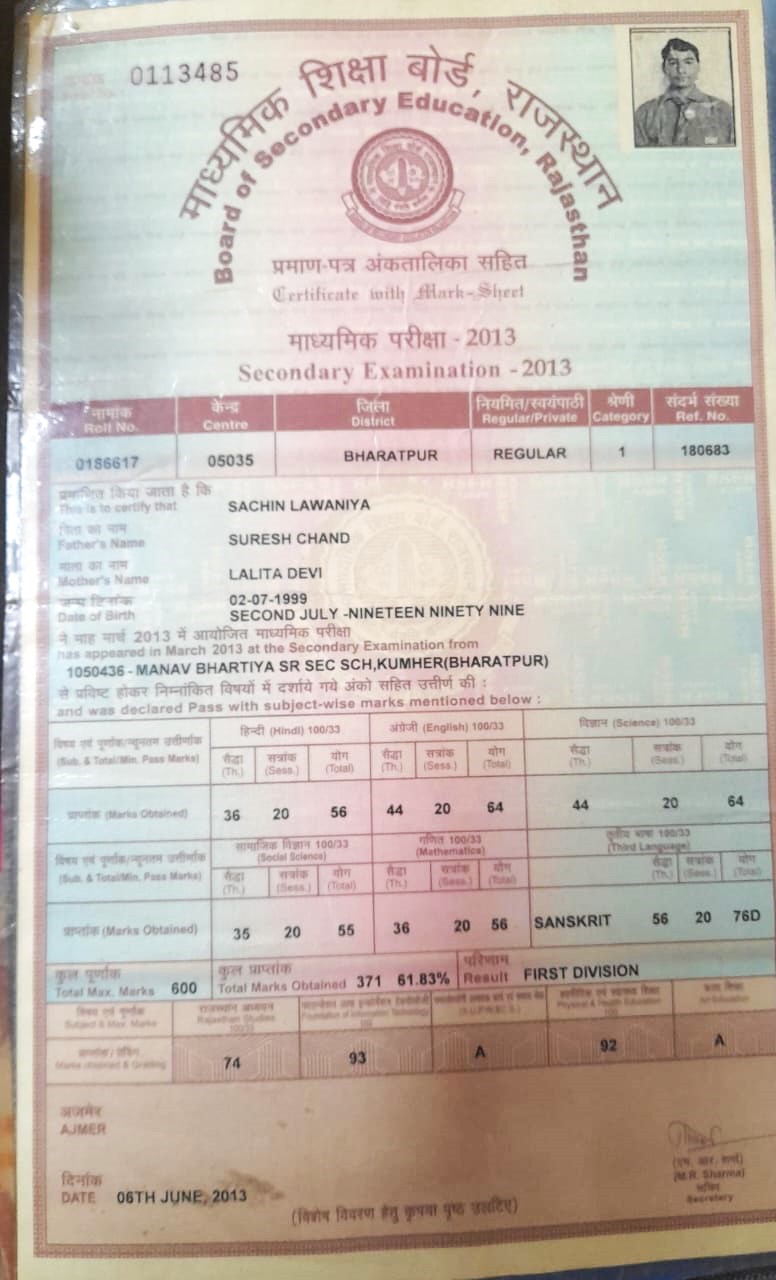 0113485
माध्यमिक शिक्षा बोर्ड, राजस्थान
Board of Secondary Education, Rajasthan
प्रमाण-पत्र अंकतालिका सहित
Certificate with Mark-Sheet
माध्यमिक परीक्षा - 2013
Secondary Examination - 2013
नामांक केन्द्र जिला नियमित/स्वयंपाठी श्रेणी संदर्भ संख्या
Roll No. Centre District Regular/Private Category Ref. No.
0186617 05035 BHARATPUR REGULAR 1 180683
प्रमाणित किया जाता है कि
This is to certify that SACHIN LAWANIYA
पिता का नाम
Father's Name SURESH CHAND
माता का नाम
Mother's Name LALITA DEVI
जन्म दिनांक 02-07-1999
Date of Birth SECOND JULY -NINETEEN NINETY NINE
ने माह मार्च 2013 में आयोजित माध्यमिक परीक्षा
has appeared in March 2013 at the Secondary Examination from
1050436 - MANAV BHARTIYA SR SEC SCH,KUMHER(BHARATPUR)
से प्रविष्ट होकर निम्नांकित विषयों में दर्शाये गये अंको सहित उत्तीर्ण की :
and was declared Pass with subject-wise marks mentioned below :
विषय एवं पूर्णांक/न्यूनतम उत्तीर्णांक हिन्दी (Hindi) 100/33 अंग्रेजी (English) 100/33 विज्ञान (Science) 100/33
(Sub. & Total/Min. Pass Marks) सैद्धा सत्रांक योग सैद्धा सत्रांक योग सैद्धा सत्रांक योग
(Th.) (Sess.) (Total) (Th.) (Sess.) (Total) (Th.) (Sess.) (Total)
प्राप्तांक (Marks Obtained) 36 20 56 44 20 64 44 20 64
विषय एवं पूर्णांक/न्यूनतम उत्तीर्णांक सामाजिक विज्ञान 100/33 गणित 100/33 तृतीय भाषा 100/33
(Social Science) (Mathematics) (Third Language)
(Sub. & Total/Min. Pass Marks) सैद्धा सत्रांक योग सैद्धा सत्रांक योग सैद्धा सत्रांक योग
(Th.) (Sess.) (Total) (Th.) (Sess.) (Total) (Th.) (Sess.) (Total)
प्राप्तांक (Marks Obtained) 35 20 55 36 20 56 SANSKRIT 56 20 76D
कुल पूर्णांक कुल प्राप्तांक परिणाम
Total Max. Marks 600 Total Marks Obtained 371 61.83% Result FIRST DIVISION
विषय एवं पूर्णांक राजस्थान अध्ययन
Subject & Max. Marks Rajasthan Studies Foundation of Information Technology (S.U.P.W.&C.S.) Physical & Health Education Art Education
100/33 100 100
प्राप्तांक / ग्रेडिंग
Marks obtained & Grading 74 93 A 92 A
अजमेर
AJMER
दिनांक
DATE 06TH JUNE, 2013
(विशेष विवरण हेतु कृपया पृष्ठ उलटिए)
(एम. आर. शर्मा)
(M.R. Sharma)
सचिव
Secretary